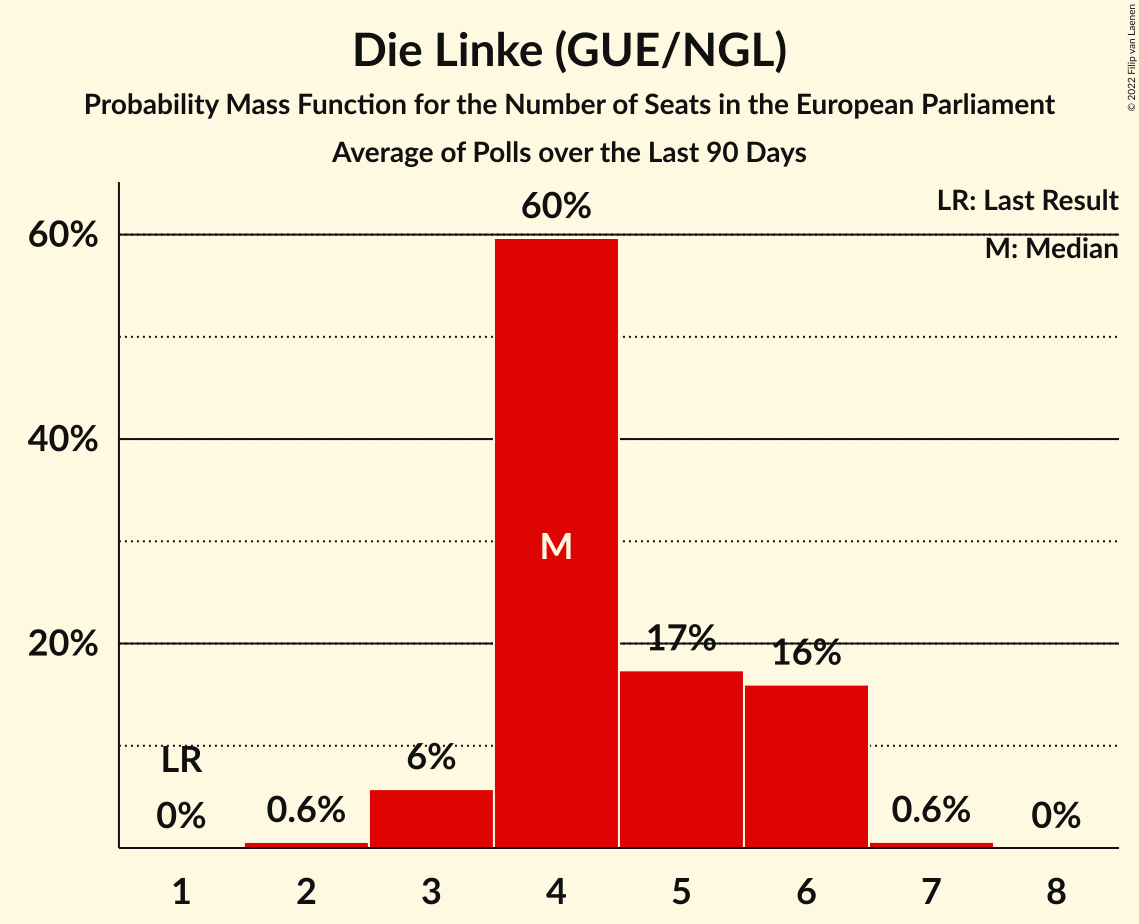 Die Linke (GUE/NGL)
Probability Mass Function for the Number of Seats in the European Parliament
Average of Polls over the Last 90 Days
© 2022 Filip van Laenen
LR: Last Result
M: Median
60%
60%
40%
M
20%
17%
16%
LR
6%
0%
0.6%
0.6%
0%
1 2 3 4 5 6 7 8